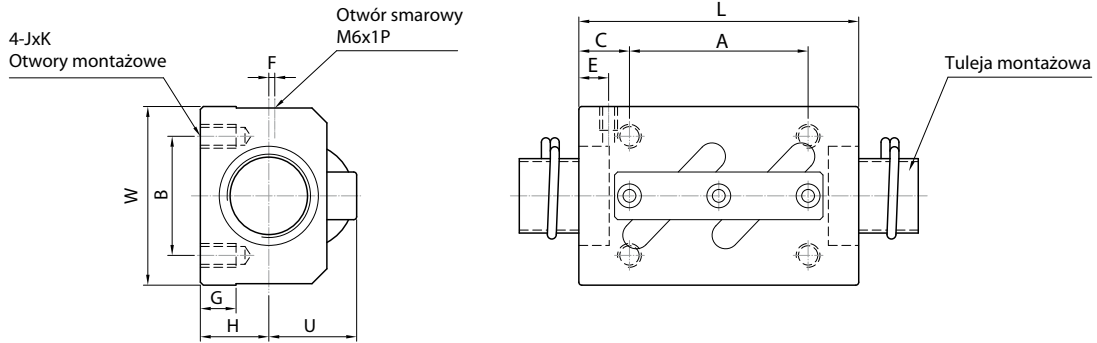 4-JxK
Otwory montażowe
F
Otwór smarowy
M6x1P
W
B
G
H
U
L
C
A
E
Tuleja montażowa